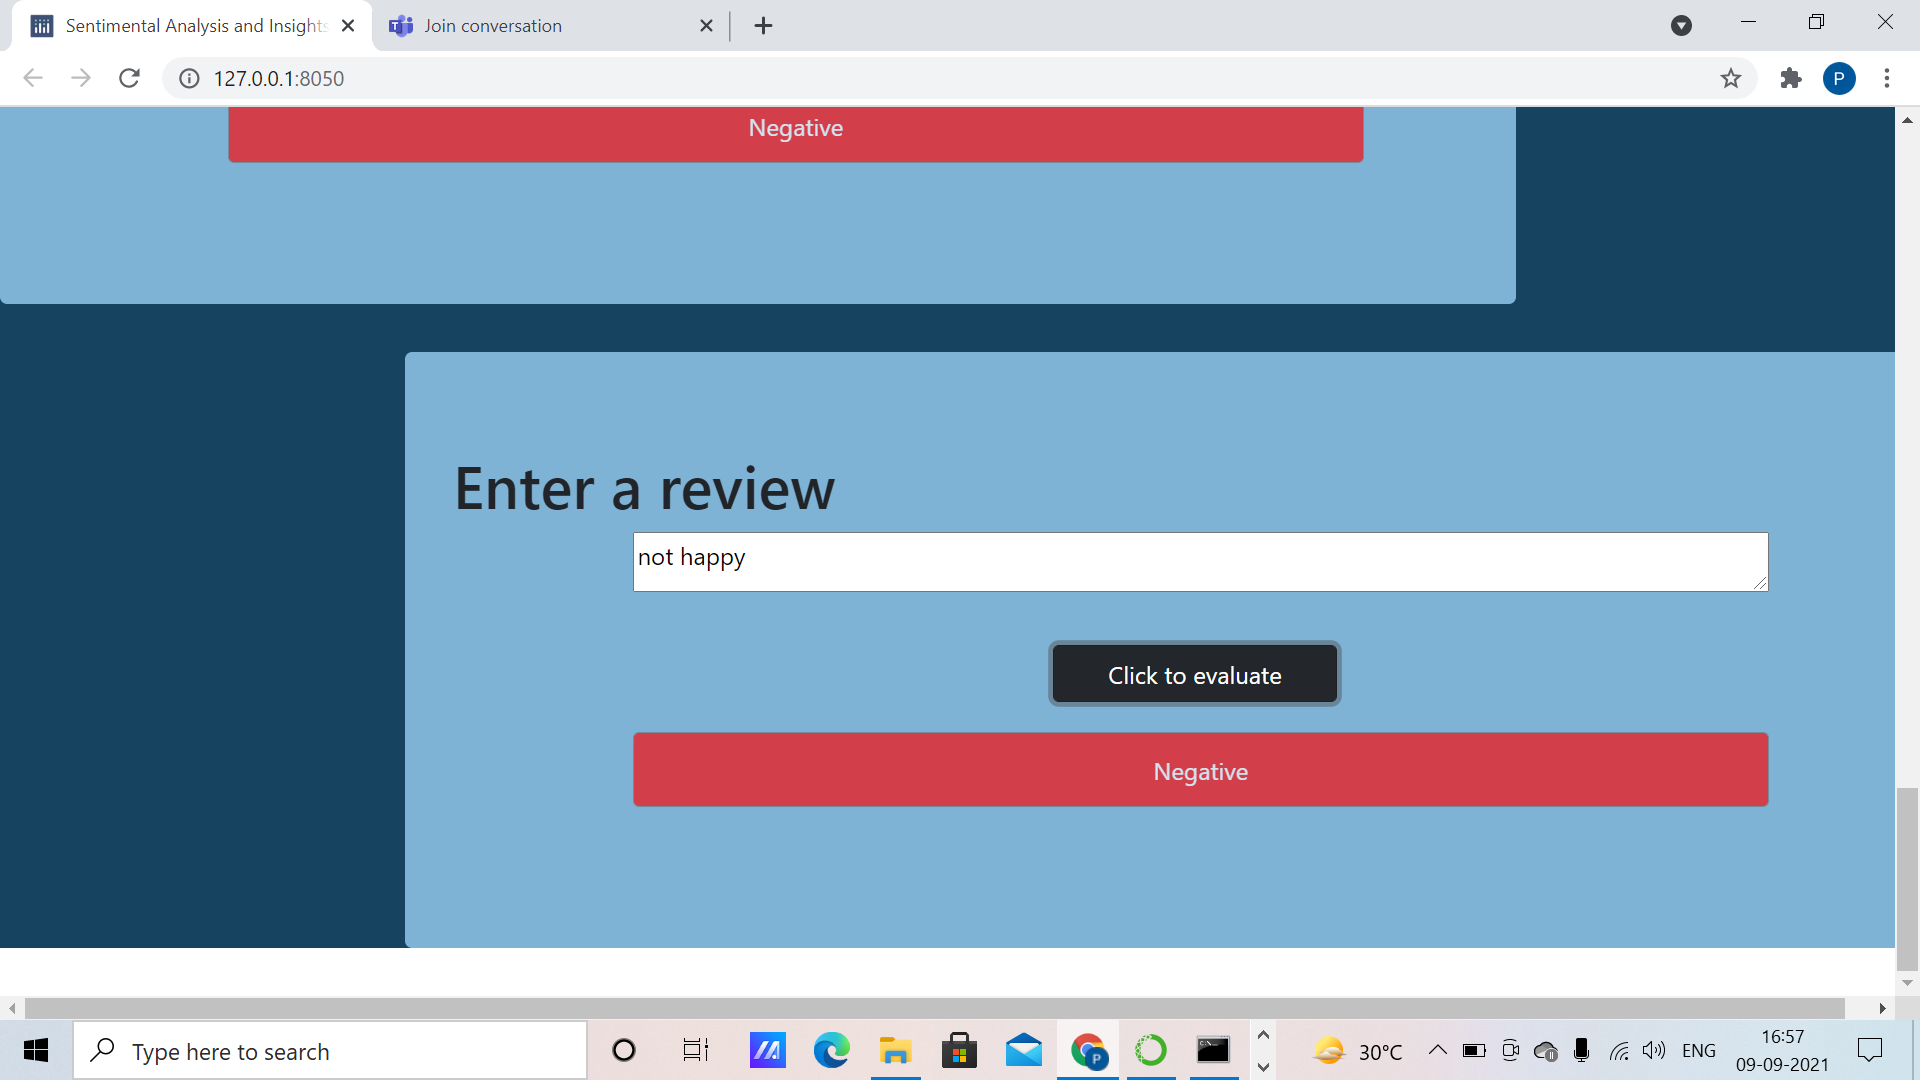 Sentimental Analysis and Insights
Join conversation
127.0.0.1:8050
P
Negative
Enter a review
not happy
Click to evaluate
Negative
Type here to search
P
30°C
ENG
16:57
09-09-2021